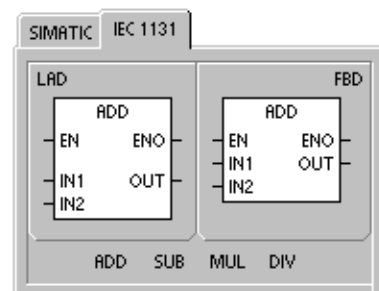 SIMATIC IEC 1131
LAD FBD
ADD ADD
EN ENO EN ENO
IN1 OUT IN1 OUT
IN2 IN2
ADD SUB MUL DIV